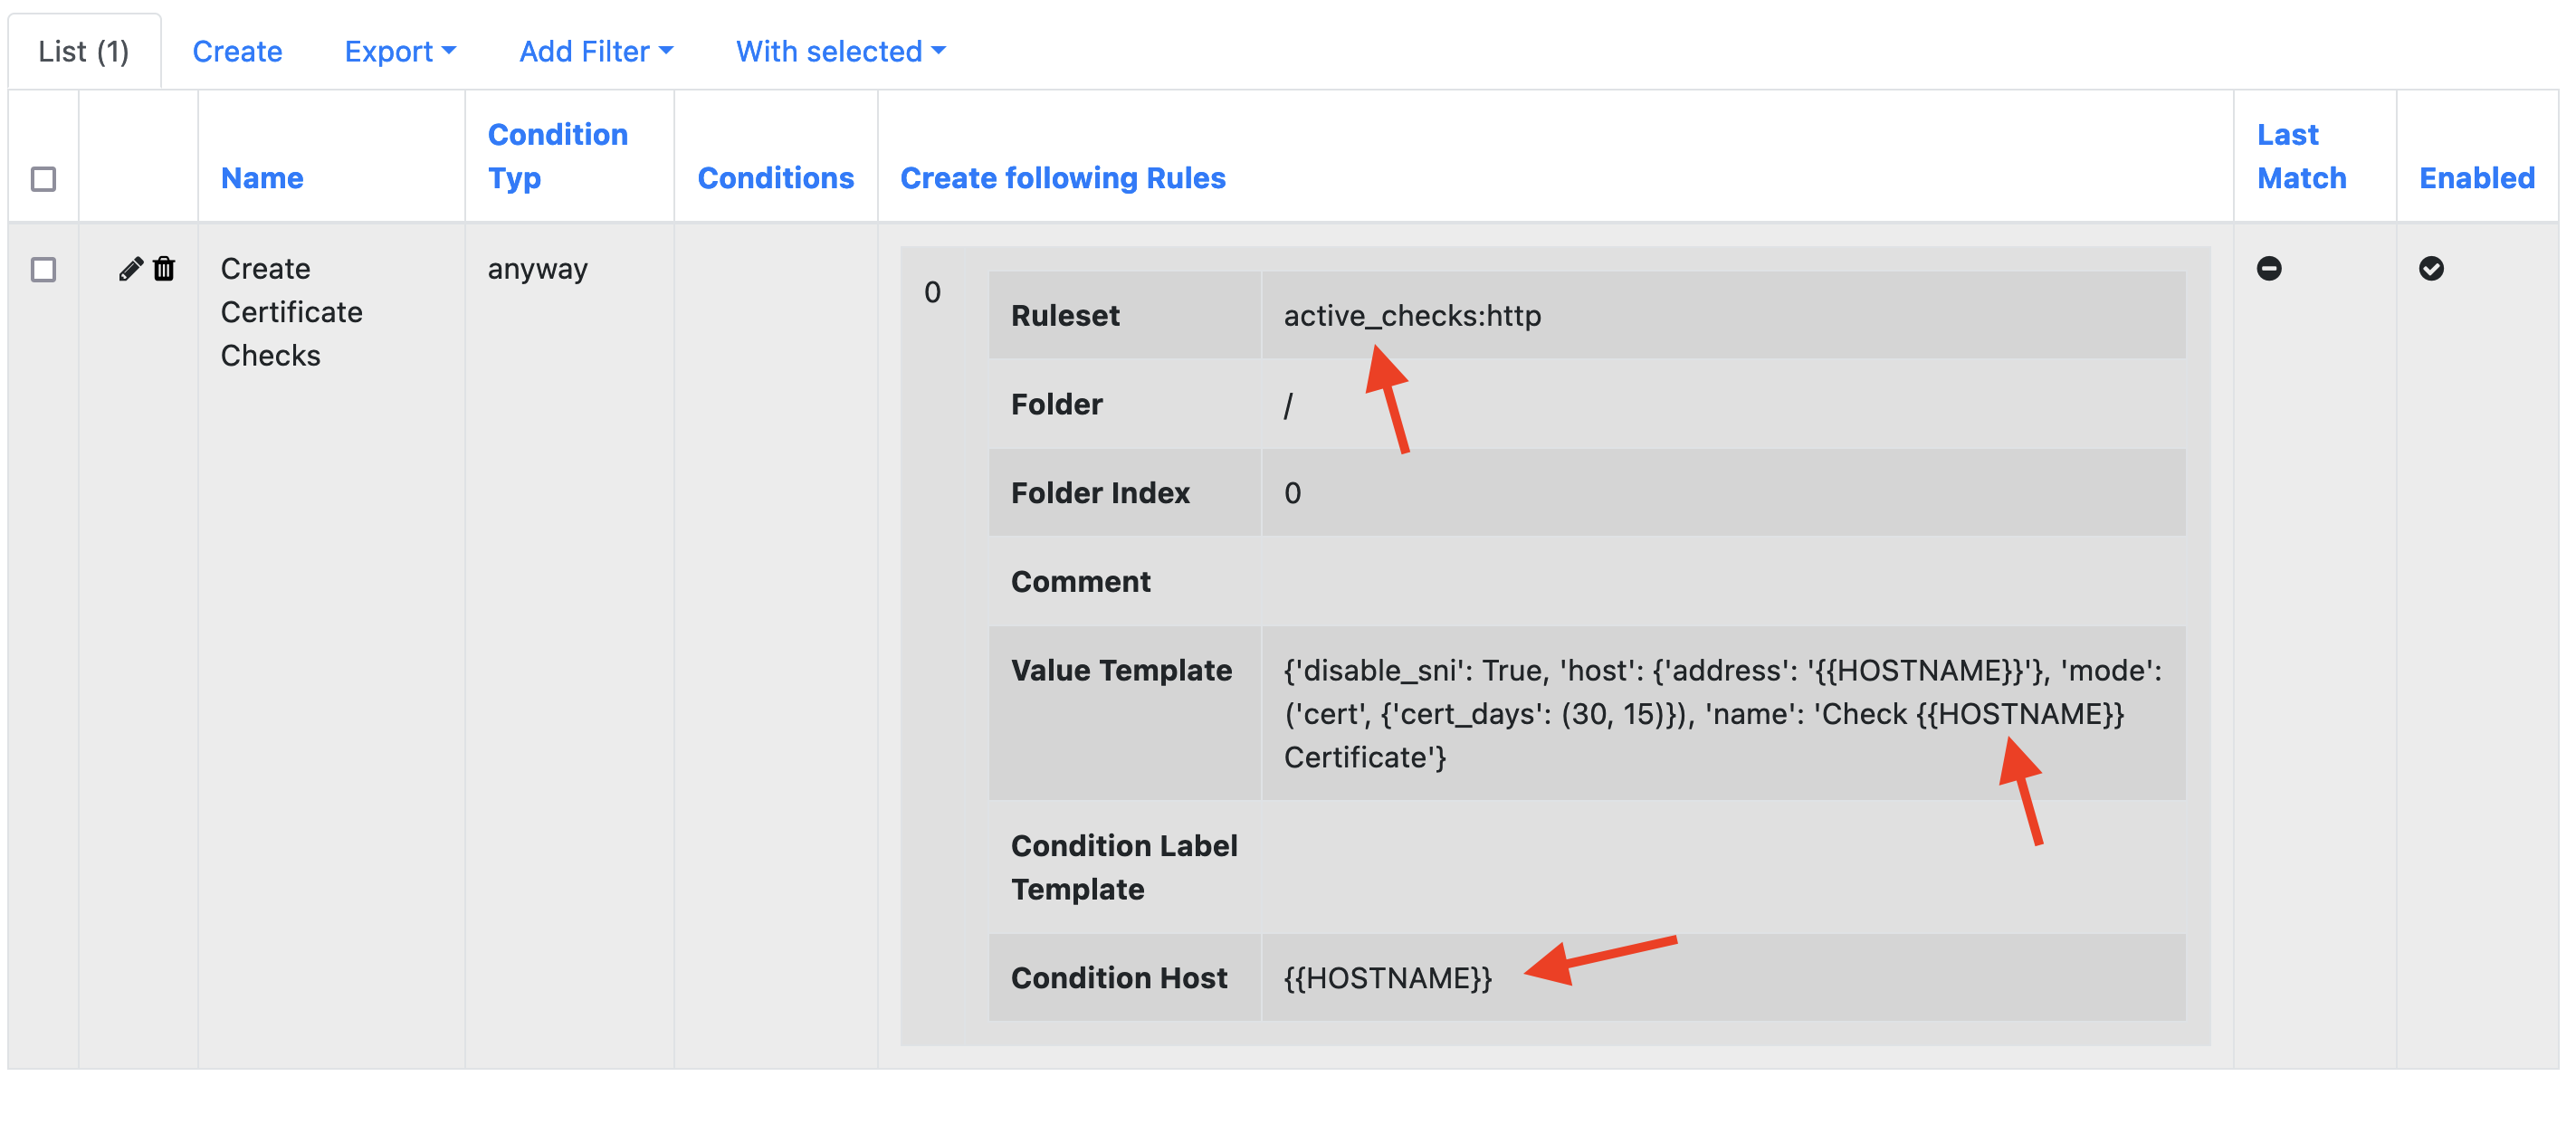 List (1) Create Export Add Filter With selected
Name
Condition
Typ
Conditions
Create following Rules
Last
Match
Enabled
Create
Certificate
Checks
anyway
0
Ruleset active_checks:http
Folder /
Folder Index 0
Comment
Value Template {'disable_sni': True, 'host': {'address': '{{HOSTNAME}}'}, 'mode':
('cert', {'cert_days': (30, 15)}), 'name': 'Check {{HOSTNAME}}
Certificate'}
Condition Label
Template
Condition Host {{HOSTNAME}}